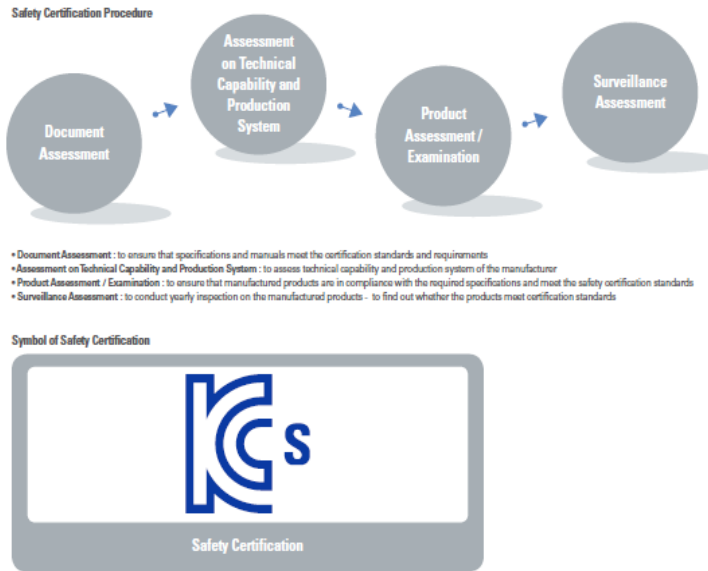 Safety Certification Procedure
Document
Assessment
Assessment
on Technical
Capability and
Production
System
Product
Assessment /
Examination
Surveillance
Assessment
• Document Assessment : to ensure that specifications and manuals meet the certification standards and requirements
• Assessment on Technical Capability and Production System : to assess technical capability and production system of the manufacturer
• Product Assessment / Examination : to ensure that manufactured products are in compliance with the required specifications and meet the safety certification standards
• Surveillance Assessment : to conduct yearly inspection on the manufactured products - to find out whether the products meet certification standards
Symbol of Safety Certification
KCs
Safety Certification